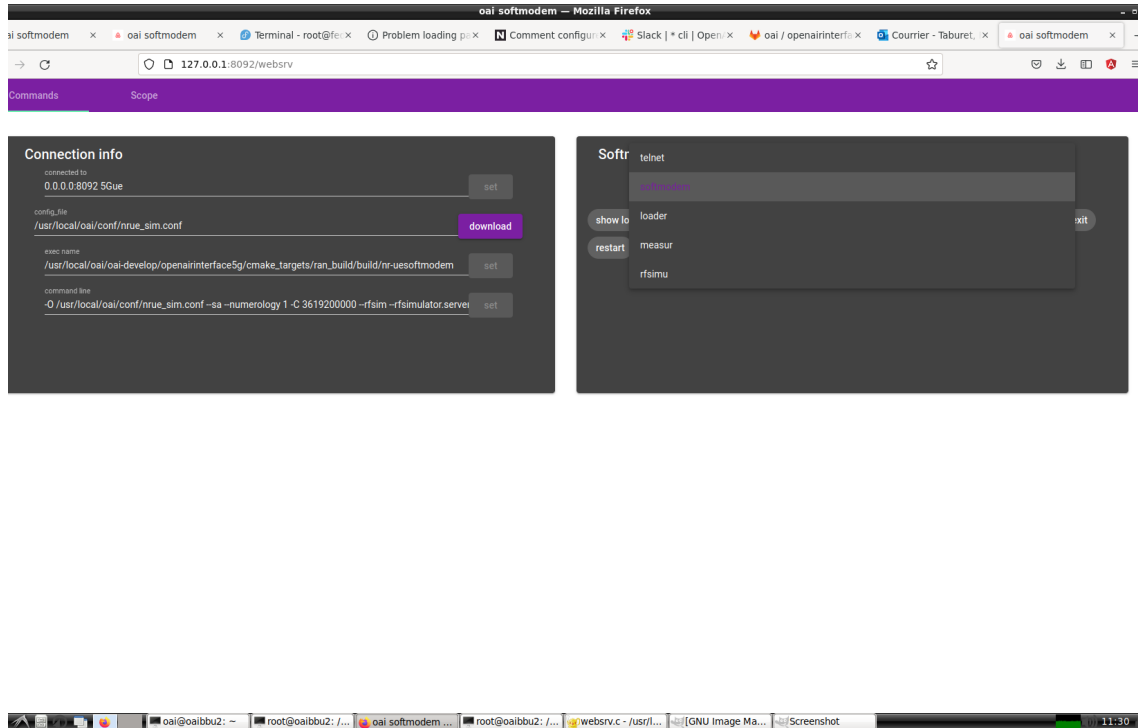 oai softmodem — Mozilla Firefox
ai softmodem × oai softmodem × Terminal - root@fe × Problem loading pa × Comment configur × Slack | * cli | Open × oai / openairinterfa × Courrier - Taburet, × oai softmodem ×
127.0.0.1:8092/websrv
Commands Scope
Connection info
connected to
0.0.0.0:8092 5Gue
set
config_file
/usr/local/oai/conf/nrue_sim.conf
download
exec name
/usr/local/oai/oai-develop/openairinterface5g/cmake_targets/ran_build/build/nr-uesoftmodem
set
command line
-O /usr/local/oai/conf/nrue_sim.conf --sa --numerology 1 -C 3619200000 --rfsim --rfsimulator.server
set
Softr
telnet
softmodem
loader
measur
rfsimu
show lo
exit
restart
oai@oaibbu2: ~ root@oaibbu2: /... oai softmodem ... root@oaibbu2: /... websrv.c - /usr/l... [GNU Image Ma... Screenshot 11:30